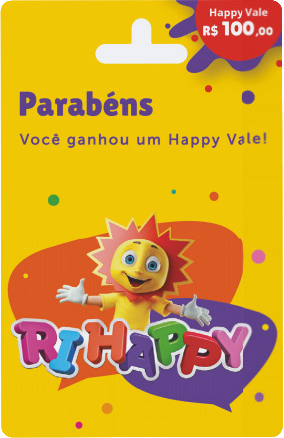 Happy Vale
R$ 100,00
Parabéns
Você ganhou um Happy Vale!
RI HAPPY